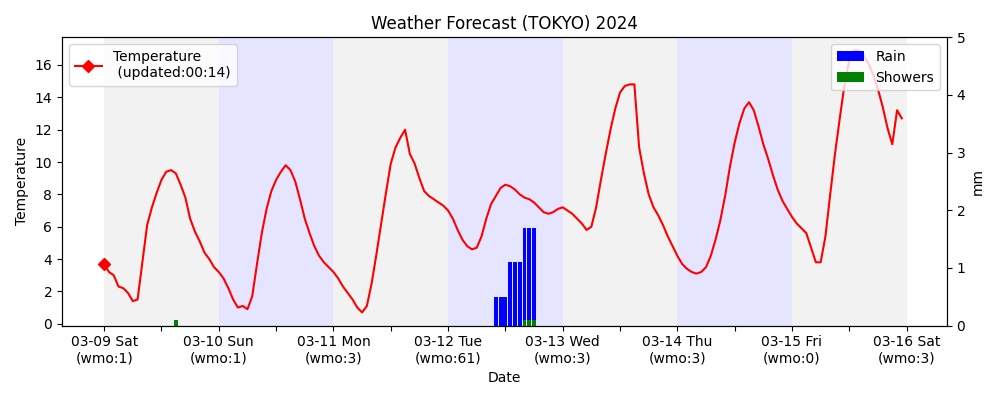 Weather Forecast (TOKYO) 2024
Temperature
(updated:00:14)
Rain
Showers
Temperature
16
14
12
10
8
6
4
2
0
5
4
3
2
1
0
mm
03-09 Sat
(wmo:1)
03-10 Sun
(wmo:1)
03-11 Mon
(wmo:3)
03-12 Tue
(wmo:61)
03-13 Wed
(wmo:3)
03-14 Thu
(wmo:3)
03-15 Fri
(wmo:0)
03-16 Sat
(wmo:3)
Date